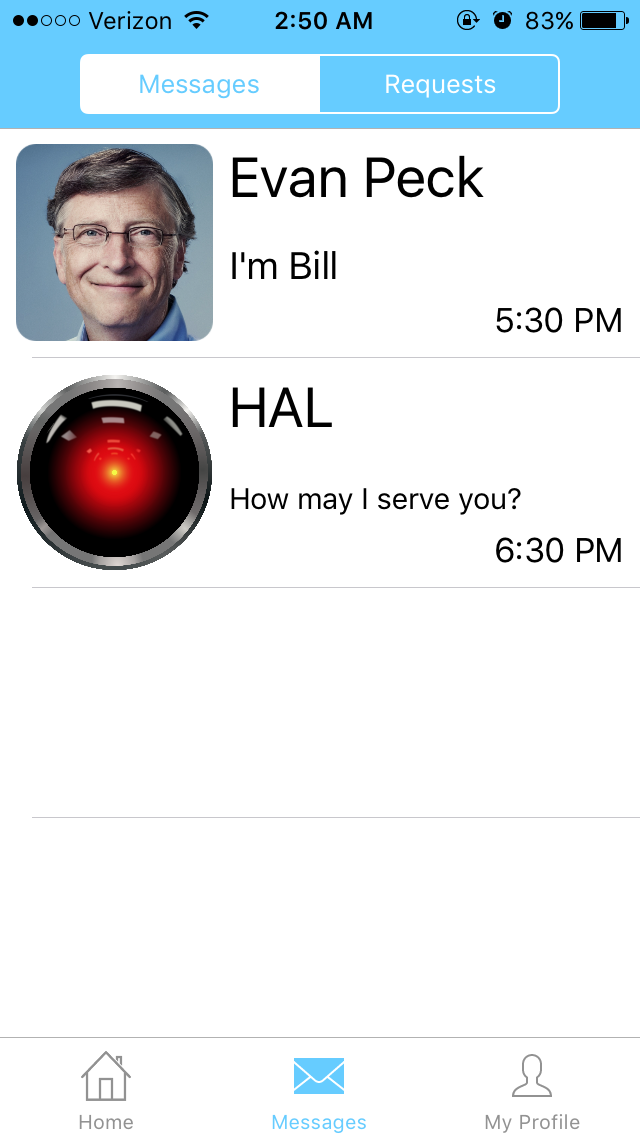 Verizon 2:50 AM 83%
Messages Requests
Evan Peck
I'm Bill
5:30 PM
HAL
How may I serve you?
6:30 PM
Home Messages My Profile